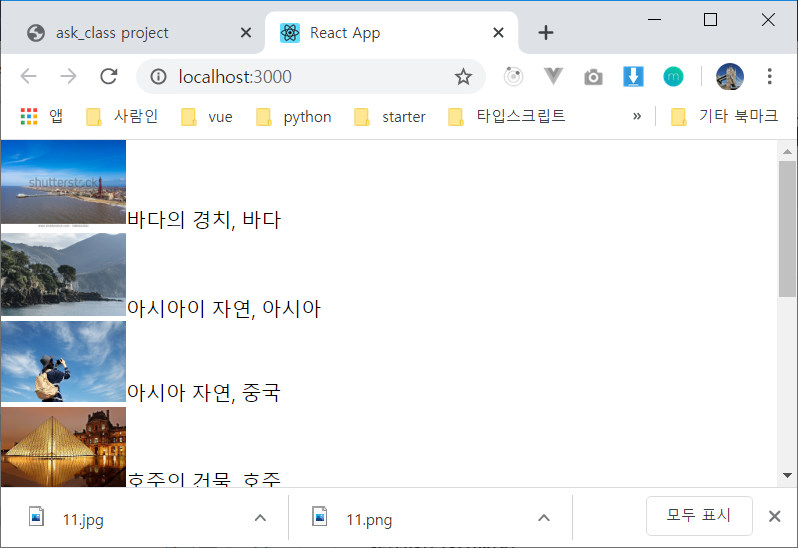 ask_class project
React App
localhost:3000
앱
사람인
vue
python
starter
타입스크립트
»
기타 북마크
shutterstock
바다의 경치, 바다
아시아이 자연, 아시아
아시아 자연, 중국
호주의 건물, 호주
11.jpg
11.png
모두 표시